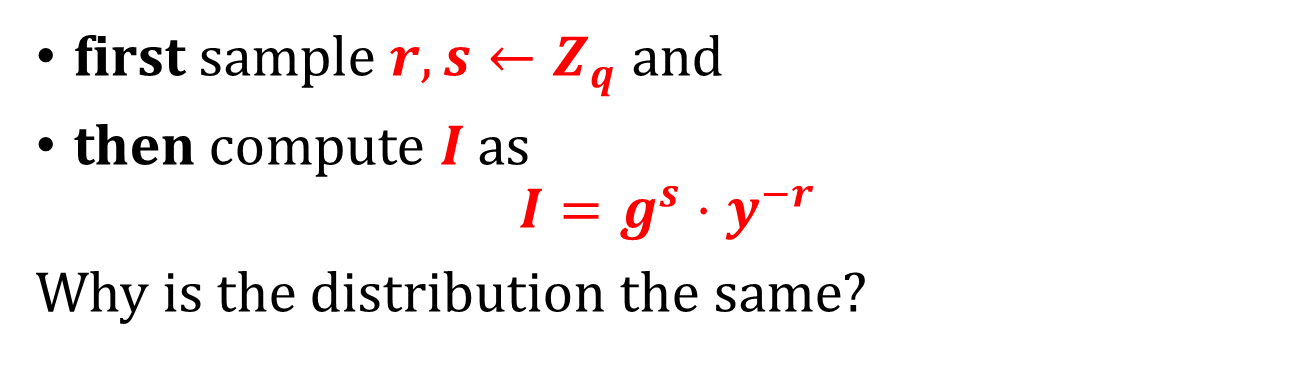 • first sample r, s ← Z_q and
• then compute I as
I = g^s · y^{-r}
Why is the distribution the same?